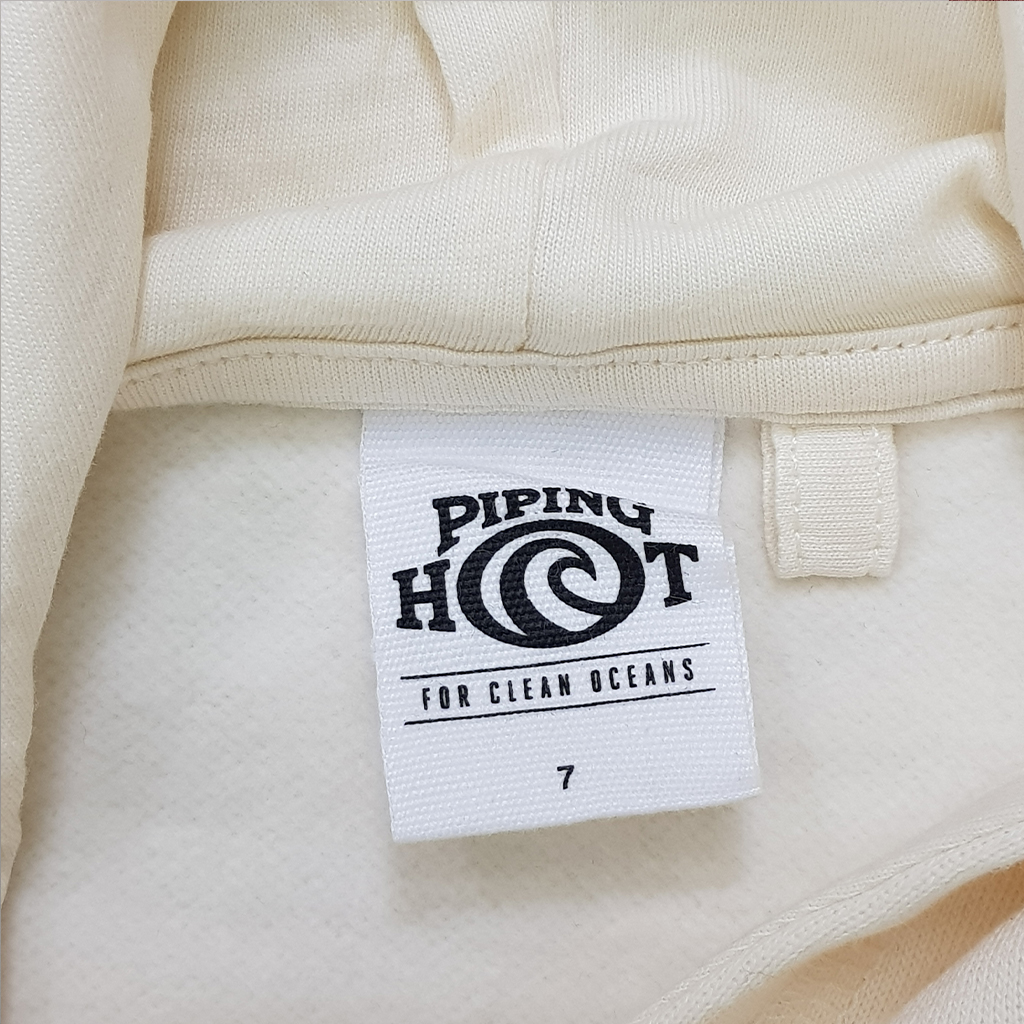 PIPING
HOT
FOR CLEAN OCEANS
7